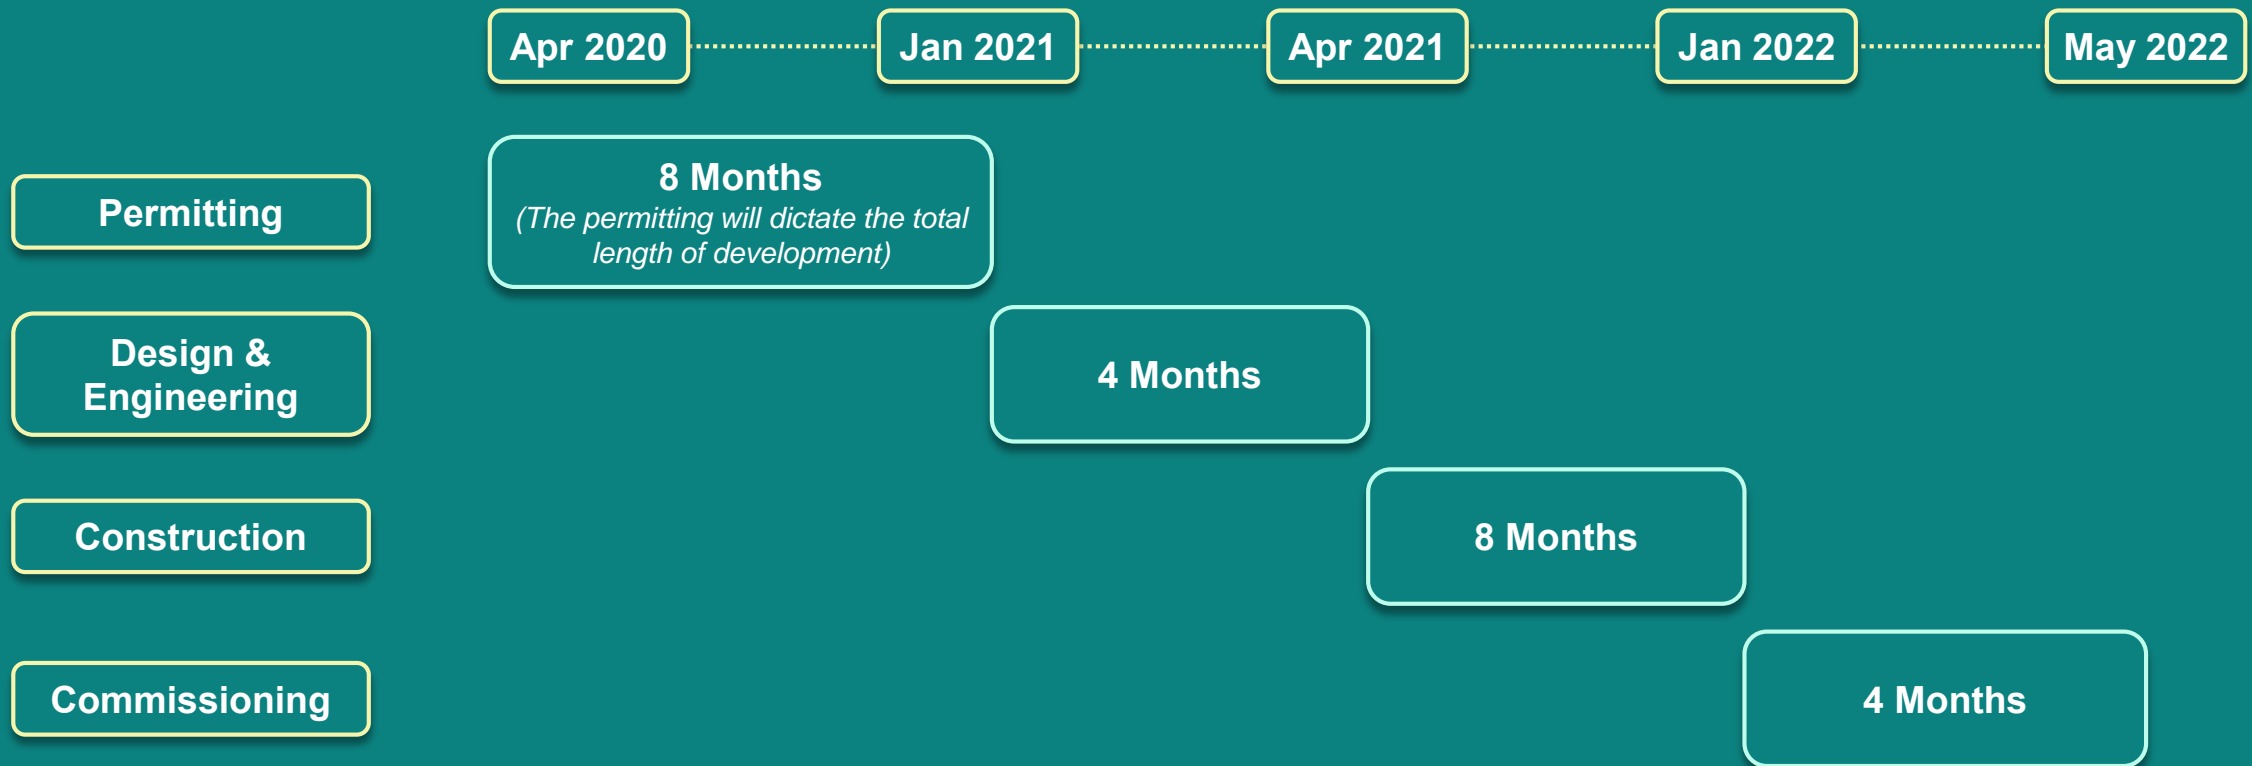 Apr 2020
Jan 2021
Apr 2021
Jan 2022
May 2022
Permitting
8 Months
(The permitting will dictate the total
length of development)
Design &
Engineering
4 Months
Construction
8 Months
Commissioning
4 Months